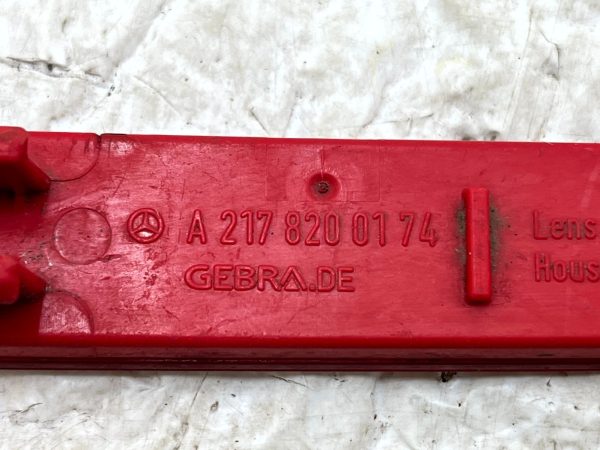 A 217 820 01 74
GEBRA.DE
Lens
Hous